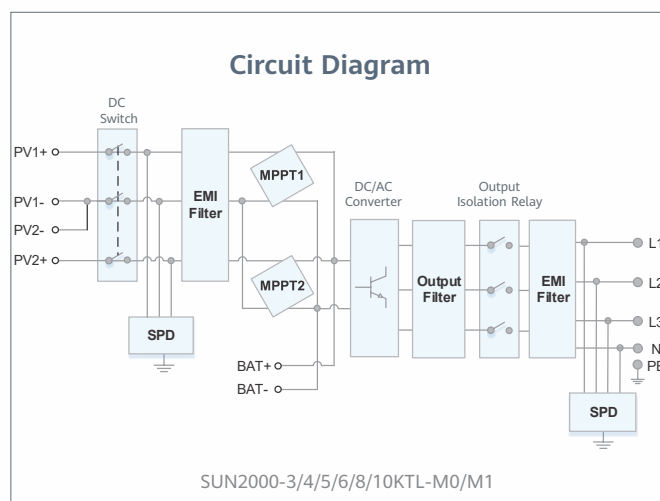 Circuit Diagram
DC
Switch
PV1+
PV1-
PV2-
PV2+
EMI
Filter
MPPT1
MPPT2
SPD
BAT+
BAT-
DC/AC
Converter
Output
Filter
Output
Isolation Relay
EMI
Filter
L1
L2
L3
N
PE
SPD
SUN2000-3/4/5/6/8/10KTL-M0/M1